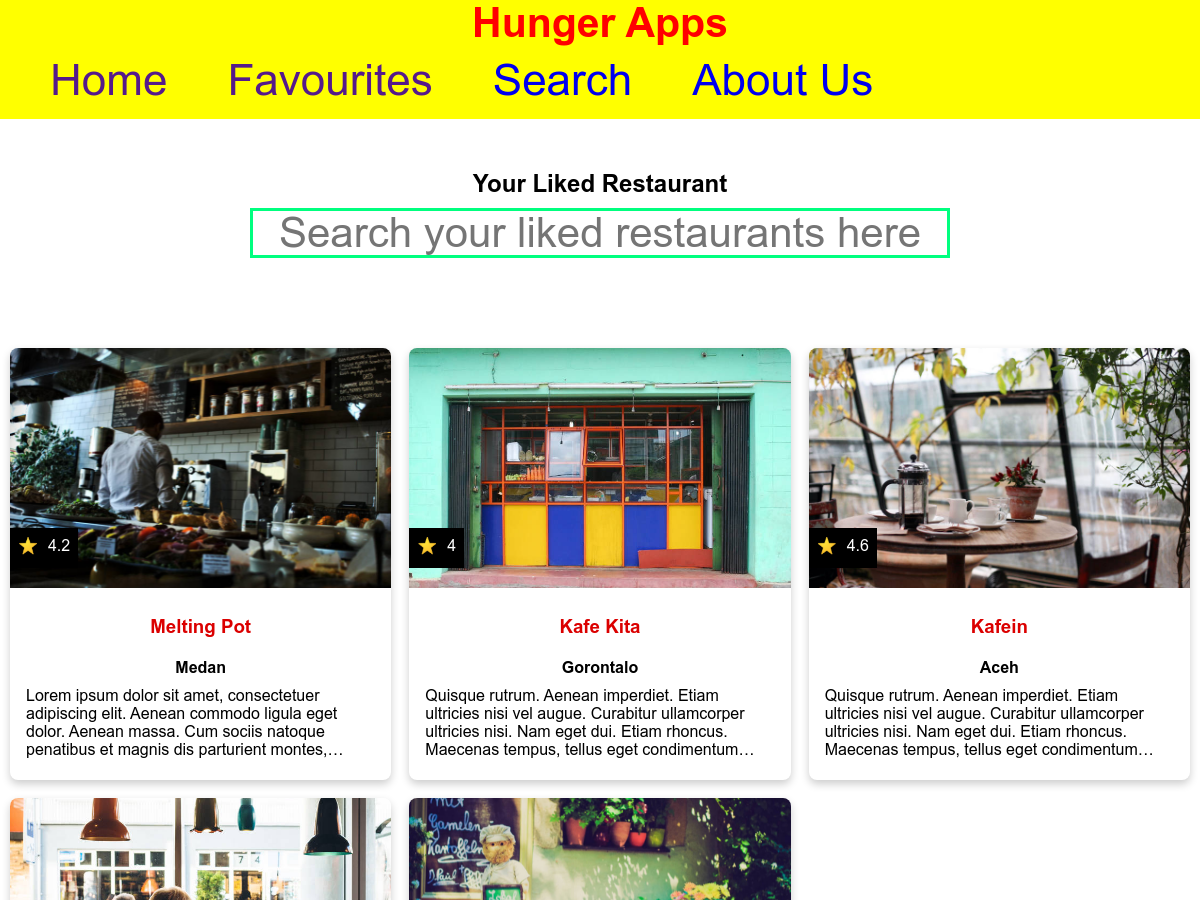 Hunger Apps
Home Favourites Search About Us
Your Liked Restaurant
Search your liked restaurants here
4.2
4
4.6
Melting Pot
Medan
Lorem ipsum dolor sit amet, consectetuer
adipiscing elit. Aenean commodo ligula eget
dolor. Aenean massa. Cum sociis natoque
penatibus et magnis dis parturient montes,…
Kafe Kita
Gorontalo
Quisque rutrum. Aenean imperdiet. Etiam
ultricies nisi vel augue. Curabitur ullamcorper
ultricies nisi. Nam eget dui. Etiam rhoncus.
Maecenas tempus, tellus eget condimentum…
Kafein
Aceh
Quisque rutrum. Aenean imperdiet. Etiam
ultricies nisi vel augue. Curabitur ullamcorper
ultricies nisi. Nam eget dui. Etiam rhoncus.
Maecenas tempus, tellus eget condimentum…
7 4
Gamelen
Kartoffeln